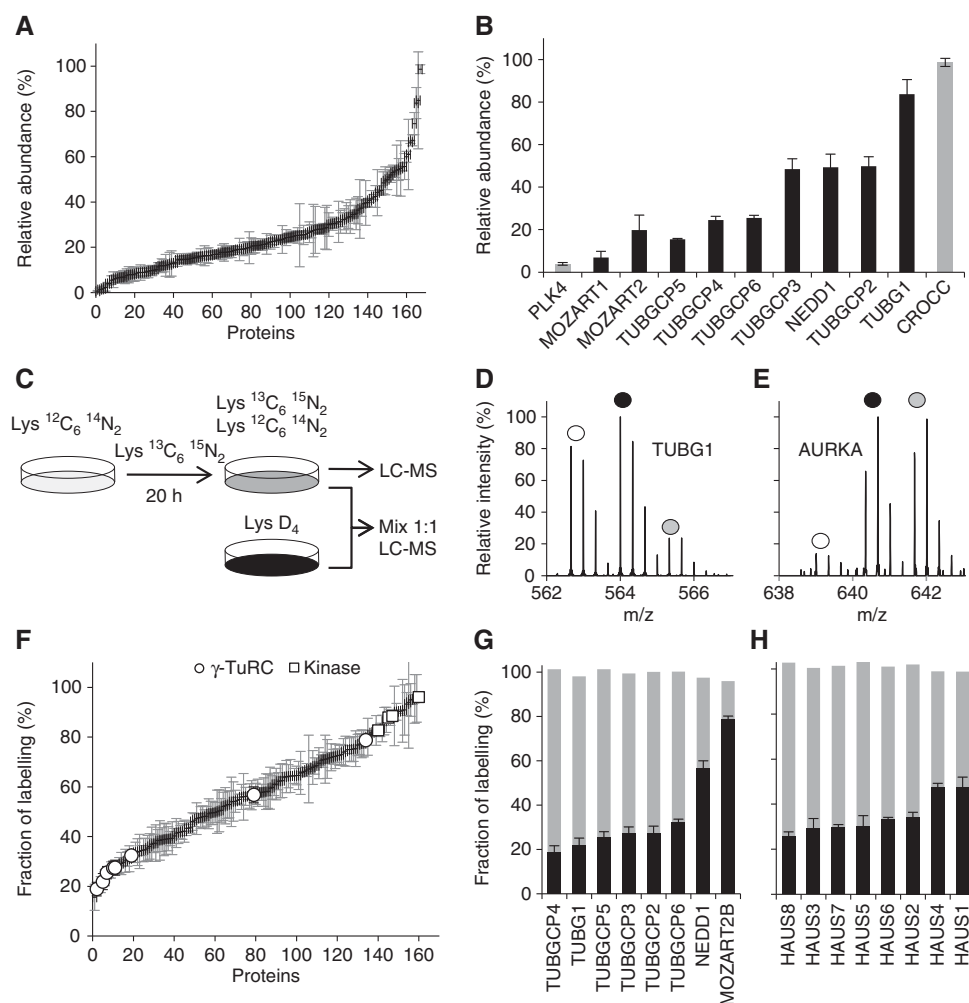 A
Relative abundance (%)
100
80
60
40
20
0
0 20 40 60 80 100 120 140 160
Proteins
B
Relative abundance (%)
100
80
60
40
20
0
PLK4
MOZART1
MOZART2
TUBGCP5
TUBGCP4
TUBGCP6
TUBGCP3
NEDD1
TUBGCP2
TUBG1
CROCC
C
Lys ¹²C₆ ¹⁴N₂
Lys ¹³C₆ ¹⁵N₂
20 h
Lys ¹³C₆ ¹⁵N₂
Lys ¹²C₆ ¹⁴N₂
LC-MS
Lys D₄
Mix 1:1
LC-MS
D
Relative intensity (%)
100
80
60
40
20
0
TUBG1
562 564 566
m/z
E
AURKA
638 640 642
m/z
F
Fraction of labelling (%)
100
80
60
40
20
0
γ-TuRC Kinase
0 20 40 60 80 100 120 140 160
Proteins
G
Fraction of labelling (%)
100
80
60
40
20
0
TUBGCP4
TUBG1
TUBGCP5
TUBGCP3
TUBGCP2
TUBGCP6
NEDD1
MOZART2B
H
HAUS8
HAUS3
HAUS7
HAUS5
HAUS6
HAUS2
HAUS4
HAUS1